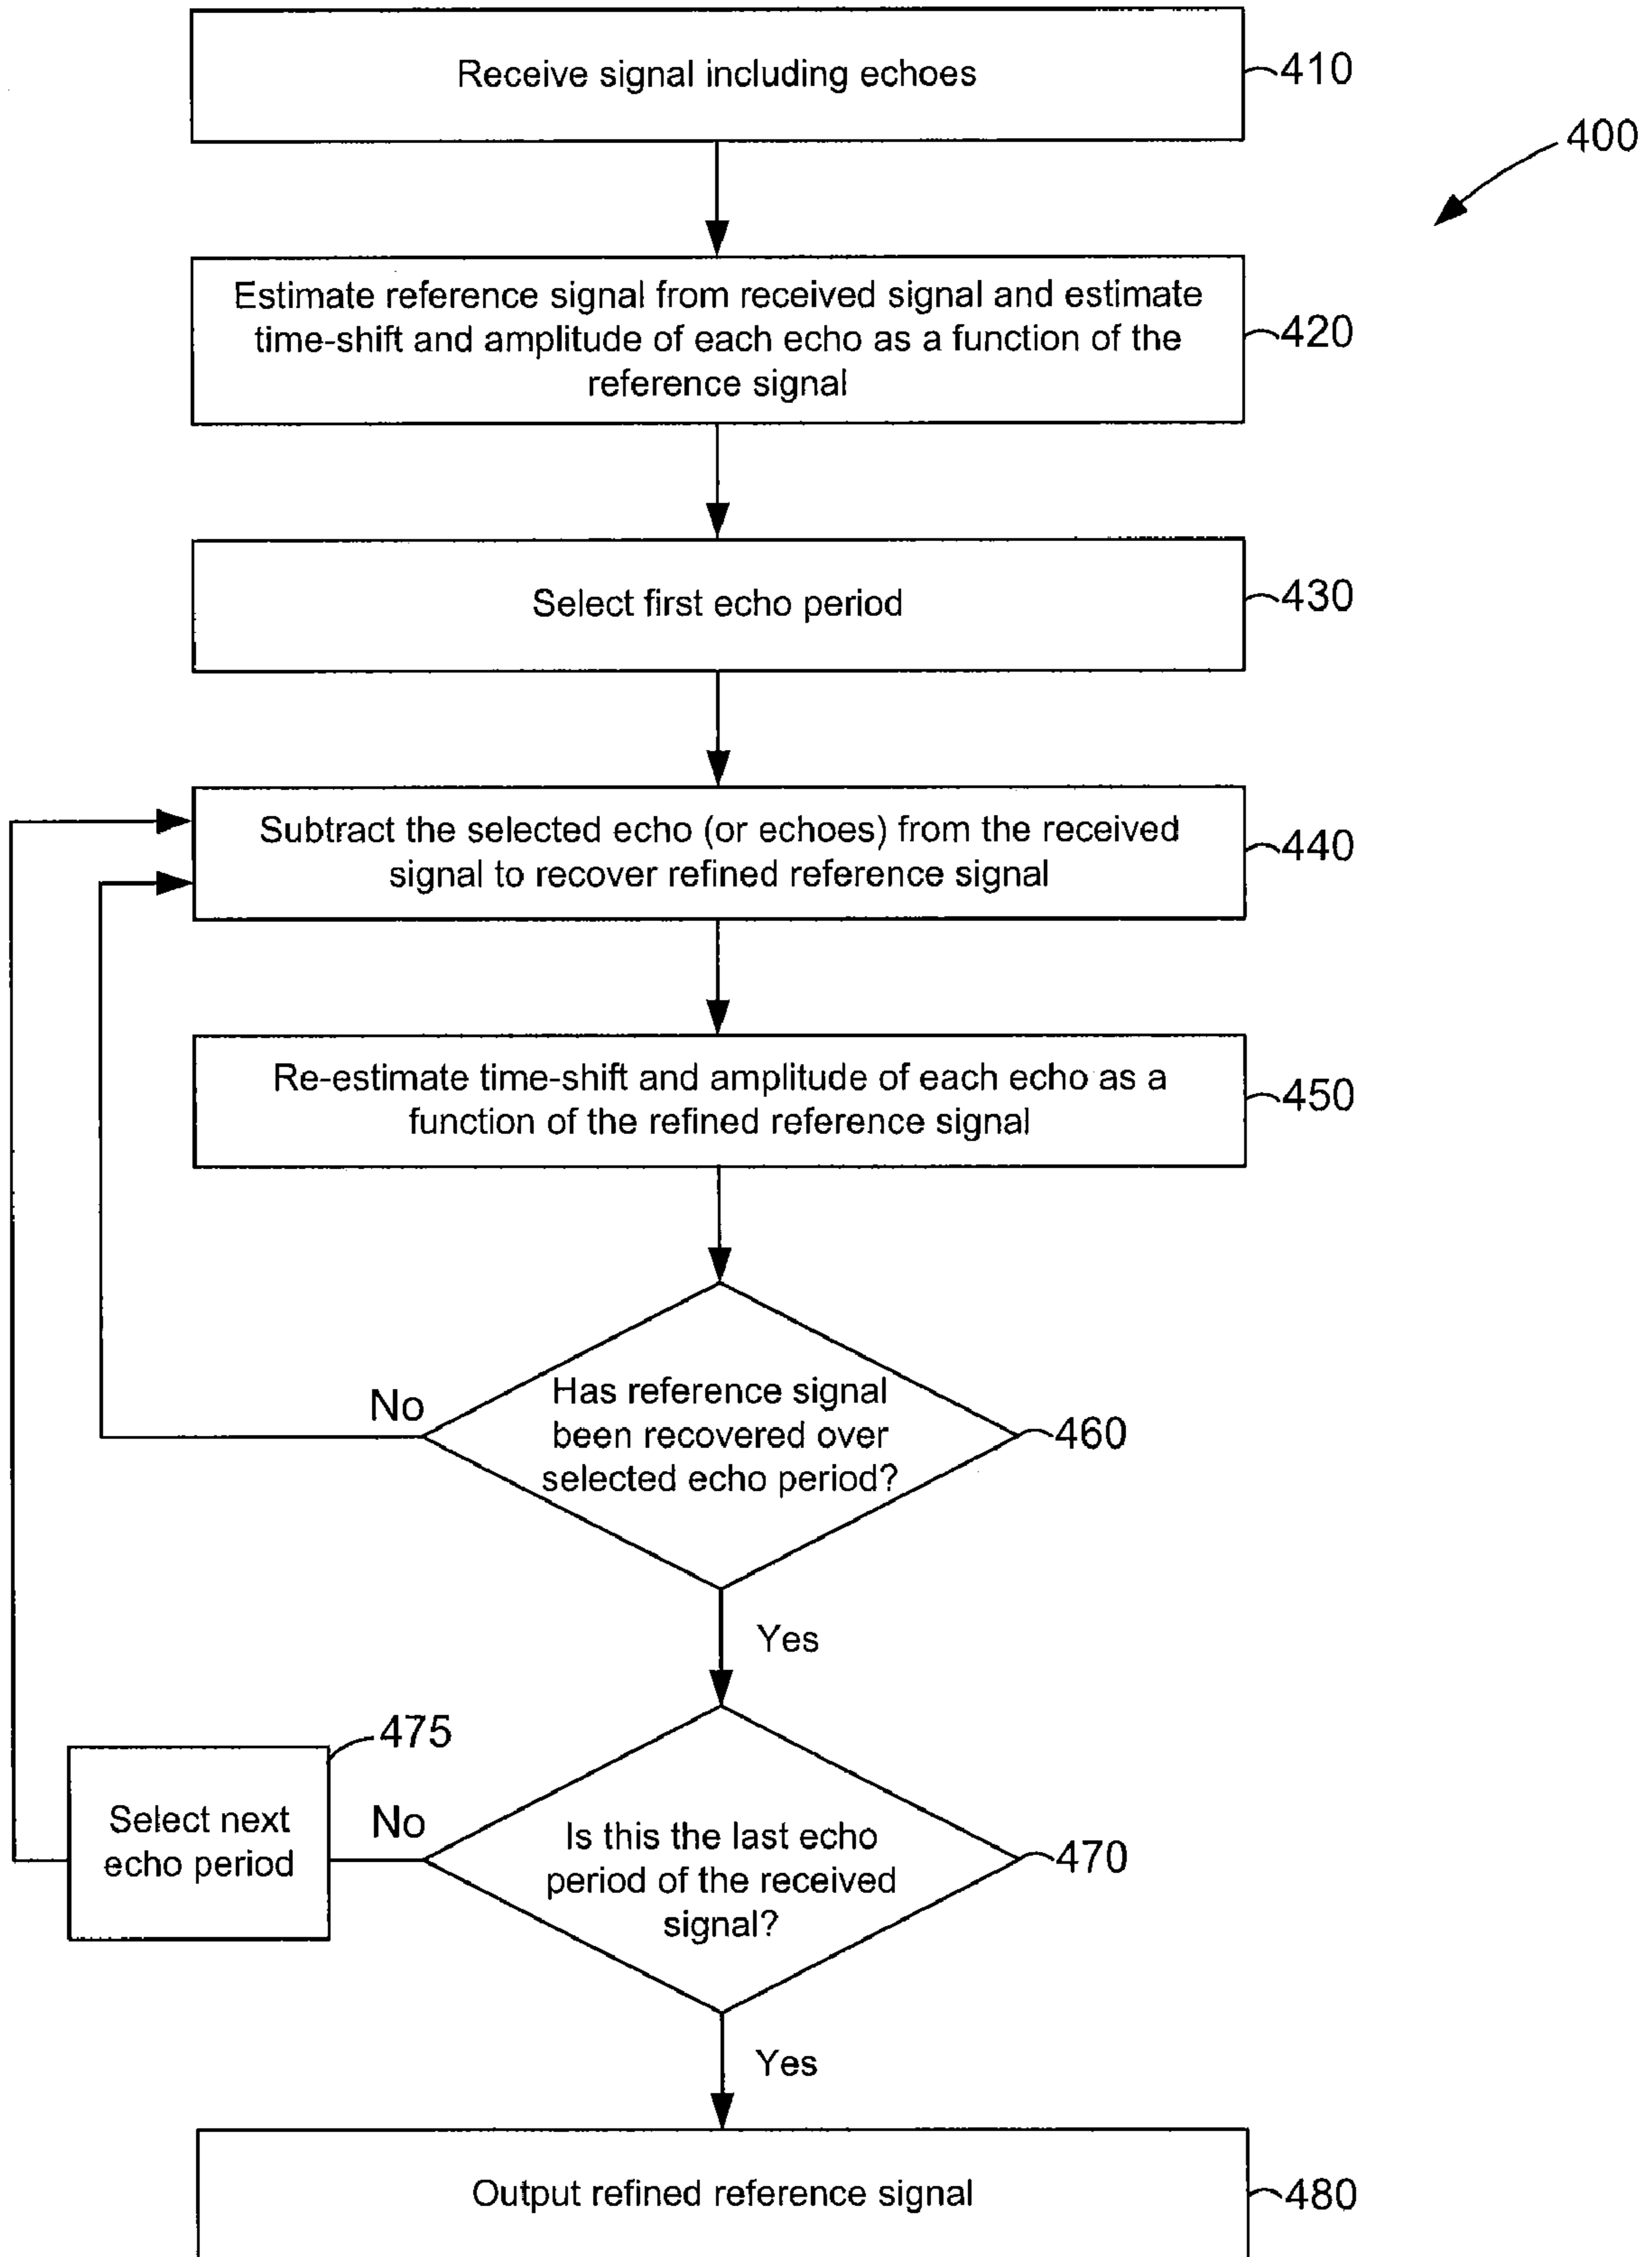 Receive signal including echoes
410
400
Estimate reference signal from received signal and estimate
time-shift and amplitude of each echo as a function of the
reference signal
420
Select first echo period
430
Subtract the selected echo (or echoes) from the received
signal to recover refined reference signal
440
Re-estimate time-shift and amplitude of each echo as a
function of the refined reference signal
450
Has reference signal
been recovered over
selected echo period?
460
No
Yes
475
Select next
echo period
No
Is this the last echo
period of the received
signal?
470
Yes
Output refined reference signal
480